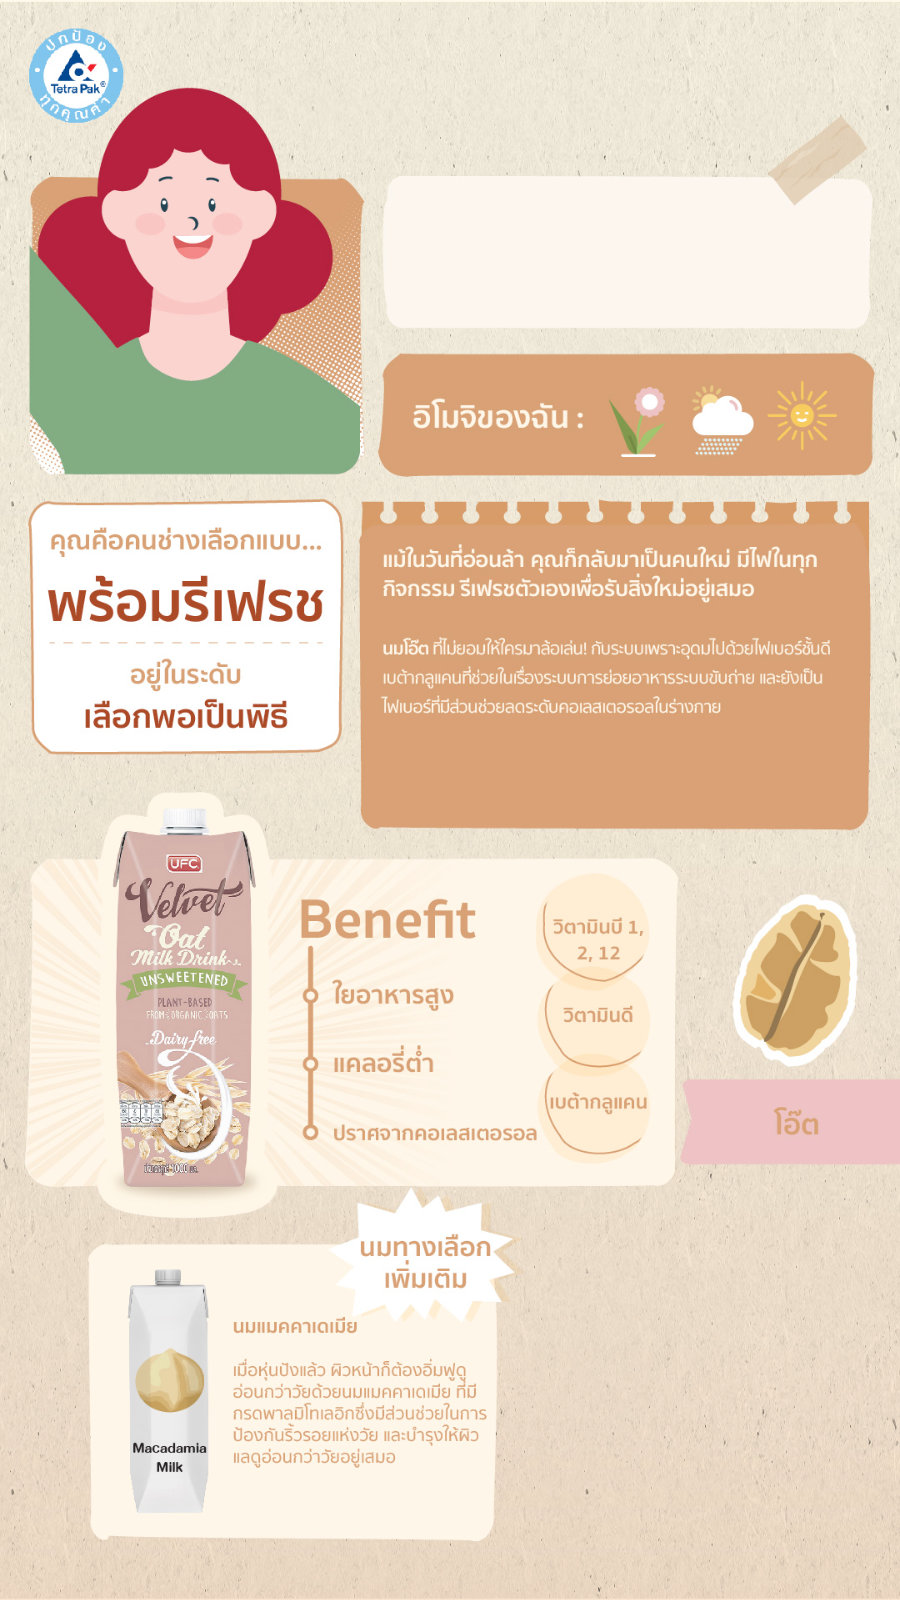 ปกป้อง
Tetra Pak®
ทุกคุณค่า
อิโมจิของฉัน :
คุณคือคนช่างเลือกแบบ...
พร้อมรีเฟรช
อยู่ในระดับ
เลือกพอเป็นพิธี
แม้ในวันที่อ่อนล้า คุณก็กลับมาเป็นคนใหม่ มีไฟในทุก
กิจกรรม รีเฟรชตัวเองเพื่อรับสิ่งใหม่อยู่เสมอ
นมโอ๊ต ที่ไม่ยอมให้ใครมาล้อเล่น! กับระบบเพราะอุดมไปด้วยไฟเบอร์ชั้นดี
เบต้ากลูแคนที่ช่วยในเรื่องระบบการย่อยอาหารระบบขับถ่าย และยังเป็น
ไฟเบอร์ที่มีส่วนช่วยลดระดับคอเลสเตอรอลในร่างกาย
UFC
Velvet
Oat
Milk Drink
UNSWEETENED
PLANT-BASED
FROM ORGANIC OATS
Dairy free
Benefit
ใยอาหารสูง
แคลอรี่ต่ำ
ปราศจากคอเลสเตอรอล
วิตามินบี 1,
2, 12
วิตามินดี
เบต้ากลูแคน
โอ๊ต
นมทางเลือก
เพิ่มเติม
Macadamia
Milk
นมแมคคาเดเมีย
เมื่อหุ่นปังแล้ว ผิวหน้าก็ต้องอิ่มฟูดู
อ่อนกว่าวัยด้วยนมแมคคาเดเมีย ที่มี
กรดพาลมิโทเลอิกซึ่งมีส่วนช่วยในการ
ป้องกันริ้วรอยแห่งวัย และบำรุงให้ผิว
แลดูอ่อนกว่าวัยอยู่เสมอ